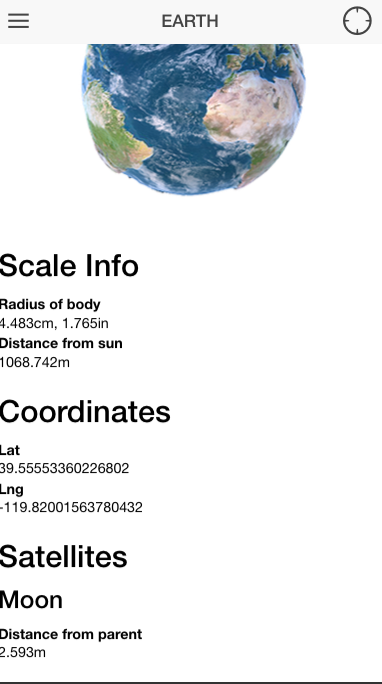 EARTH
Scale Info
Radius of body
4.483cm, 1.765in
Distance from sun
1068.742m
Coordinates
Lat
39.55553360226802
Lng
-119.82001563780432
Satellites
Moon
Distance from parent
2.593m